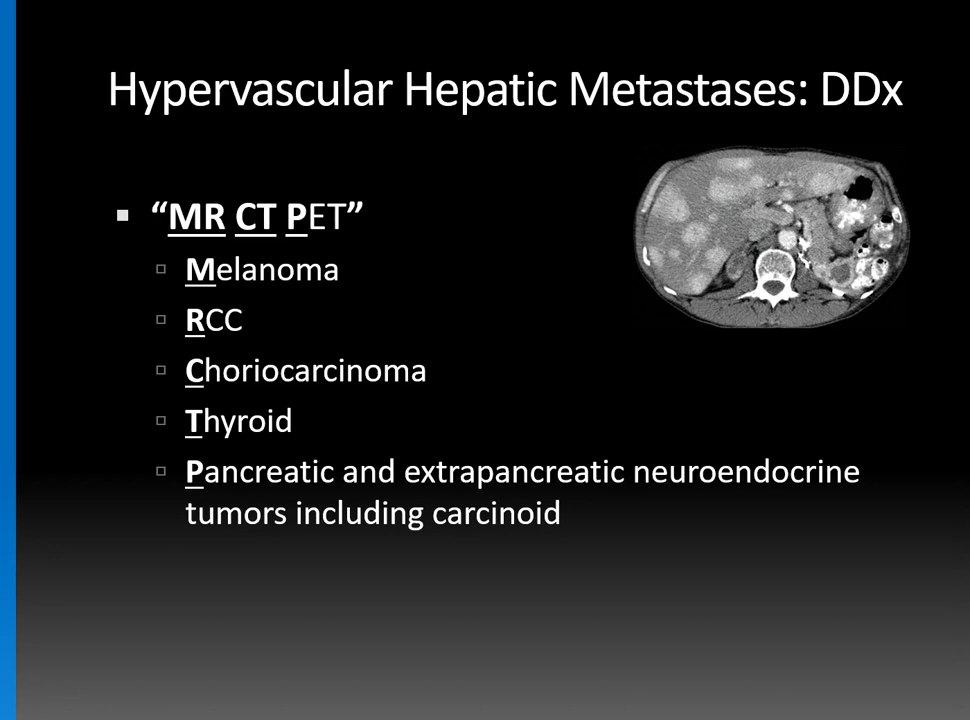 Hypervascular Hepatic Metastases: DDx
“MR CT PET”
Melanoma
RCC
Choriocarcinoma
Thyroid
Pancreatic and extrapancreatic neuroendocrine
tumors including carcinoid